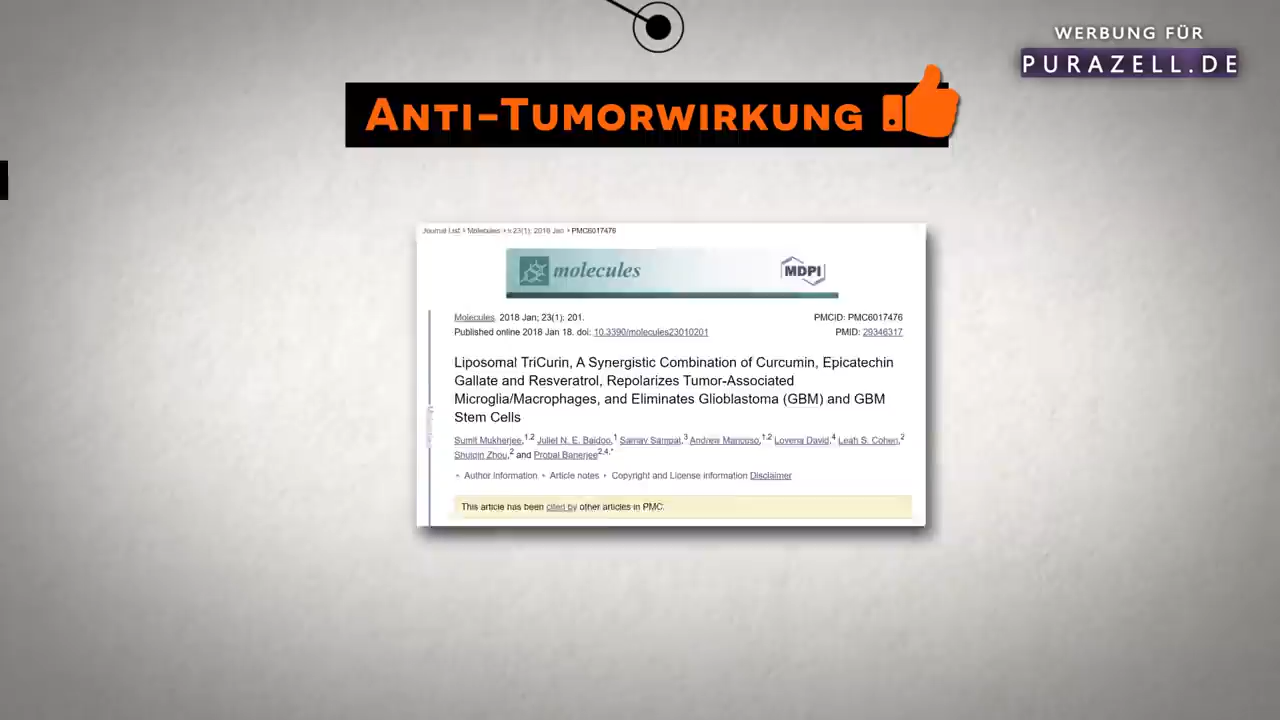 WERBUNG FÜR
PURAZELL.DE
ANTI-TUMORWIRKUNG
Journal List > Molecules > v.23(1); 2018 Jan > PMC6017476
molecules
MDPI
Molecules. 2018 Jan; 23(1): 201.
PMCID: PMC6017476
Published online 2018 Jan 18. doi: 10.3390/molecules23010201
PMID: 29346317
Liposomal TriCurin, A Synergistic Combination of Curcumin, Epicatechin
Gallate and Resveratrol, Repolarizes Tumor-Associated
Microglia/Macrophages, and Eliminates Glioblastoma (GBM) and GBM
Stem Cells
Sumit Mukherjee,1,2 Juliet N. E. Baidoo,1 Samay Sampat,3 Andrew Mancuso,1,2 Lovena David,4 Leah S. Cohen,2
Shuiqin Zhou,2 and Probal Banerjee2,4,*
Author information • Article notes • Copyright and License information Disclaimer
This article has been cited by other articles in PMC.